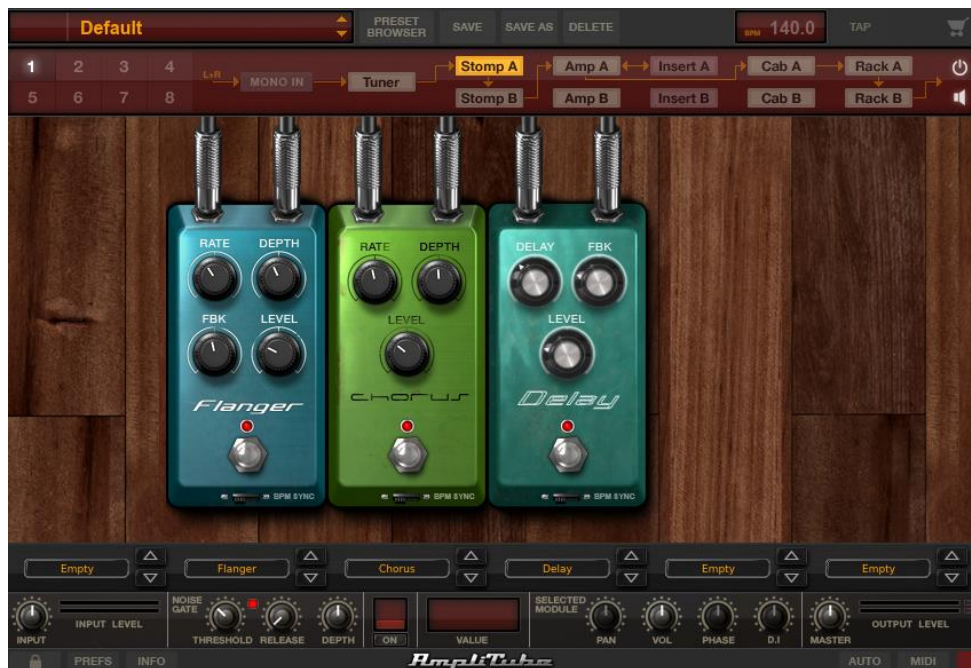 Default
PRESET BROWSER
SAVE
SAVE AS
DELETE
BPM 140.0
TAP
1 2 3 4
5 6 7 8
L+R
MONO IN
Tuner
Stomp A
Amp A
Insert A
Cab A
Rack A
Stomp B
Amp B
Insert B
Cab B
Rack B
RATE DEPTH
FBK LEVEL
Flanger
BPM SYNC
RATE DEPTH
LEVEL
chorus
BPM SYNC
DELAY FBK
LEVEL
Delay
BPM SYNC
Empty
Flanger
Chorus
Delay
Empty
Empty
INPUT
INPUT LEVEL
NOISE GATE
THRESHOLD
RELEASE
DEPTH
ON
VALUE
SELECTED MODULE
PAN
VOL
PHASE
D.I
MASTER
OUTPUT LEVEL
PREFS
INFO
AmpliTube
AUTO
MIDI